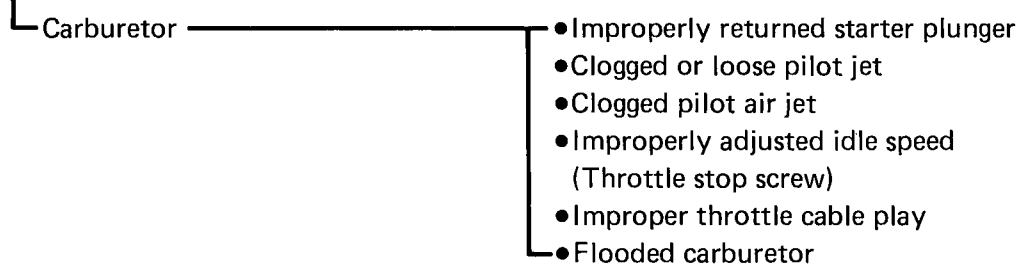 Carburetor
●Improperly returned starter plunger
●Clogged or loose pilot jet
●Clogged pilot air jet
●Improperly adjusted idle speed
(Throttle stop screw)
●Improper throttle cable play
●Flooded carburetor